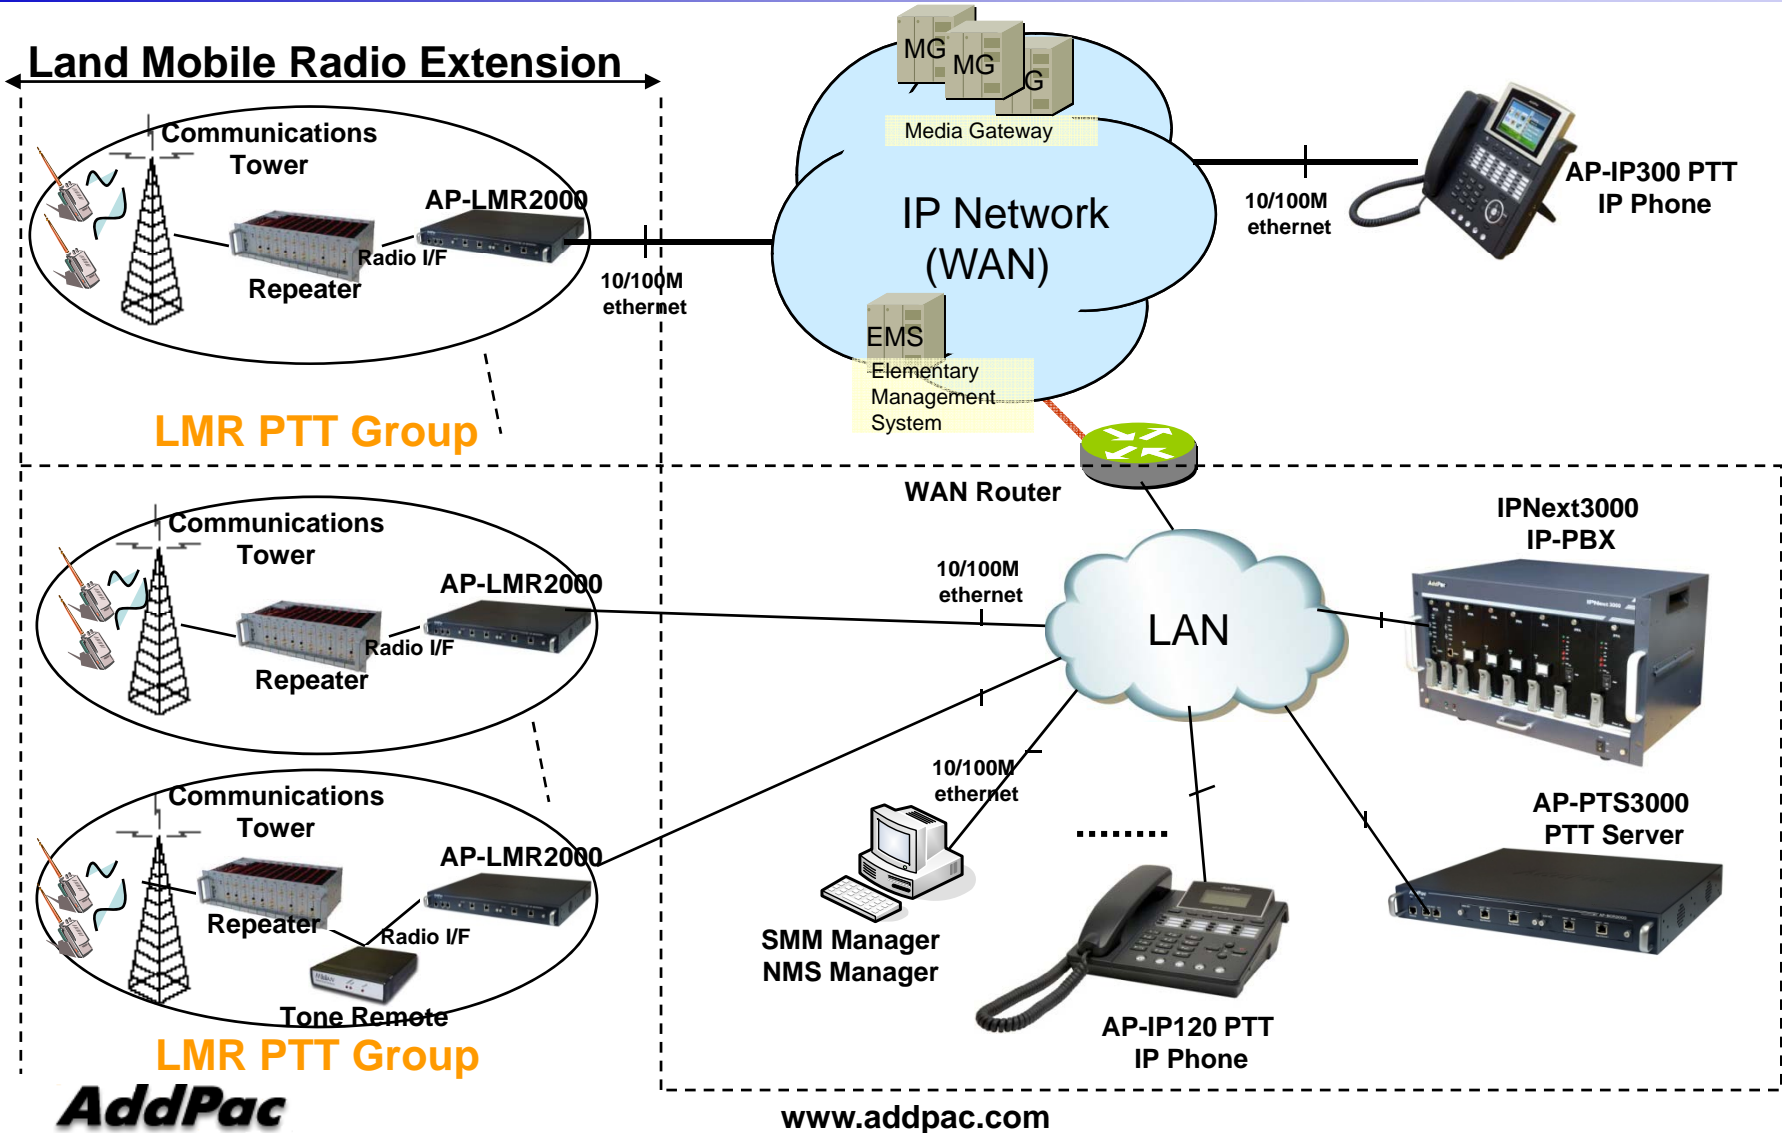 Land Mobile Radio Extension
MG
MG
G
Media Gateway
Communications
Tower
AP-LMR2000
Radio I/F
Repeater
10/100M
ethernet
IP Network
(WAN)
10/100M
ethernet
AP-IP300 PTT
IP Phone
EMS
Elementary
Management
System
LMR PTT Group
WAN Router
Communications
Tower
AP-LMR2000
Radio I/F
Repeater
10/100M
ethernet
LAN
IPNext3000
IP-PBX
AddPac
IPNext 3000
Communications
Tower
AP-LMR2000
Repeater
Radio I/F
Tone Remote
10/100M
ethernet
SMM Manager
NMS Manager
AP-IP120 PTT
IP Phone
AP-PTS3000
PTT Server
LMR PTT Group
AddPac
www.addpac.com